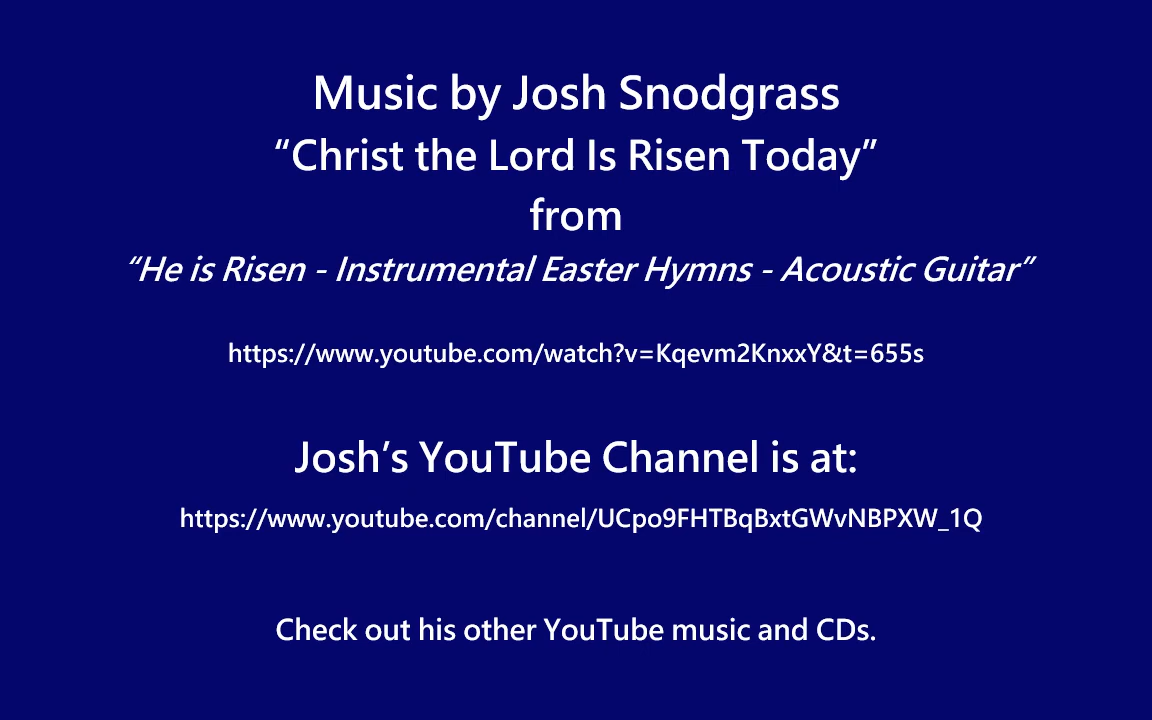 Music by Josh Snodgrass
“Christ the Lord Is Risen Today”
from
“He is Risen - Instrumental Easter Hymns - Acoustic Guitar”
https://www.youtube.com/watch?v=Kqevm2KnxxY&t=655s
Josh’s YouTube Channel is at:
https://www.youtube.com/channel/UCpo9FHTBqBxtGWvNBPXW_1Q
Check out his other YouTube music and CDs.